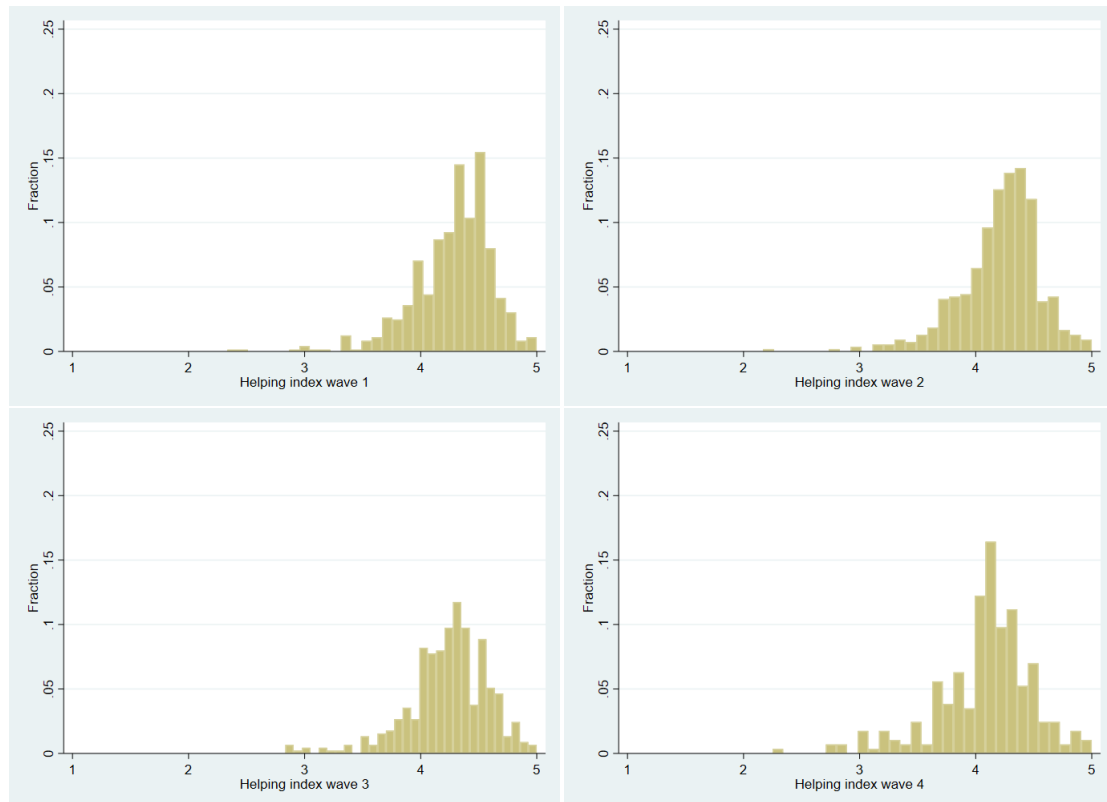 .25
.2
.15
.1
.05
0
Fraction
1 2 3 4 5
Helping index wave 1
.25
.2
.15
.1
.05
0
Fraction
1 2 3 4 5
Helping index wave 2
.25
.2
.15
.1
.05
0
Fraction
1 2 3 4 5
Helping index wave 3
.25
.2
.15
.1
.05
0
Fraction
1 2 3 4 5
Helping index wave 4